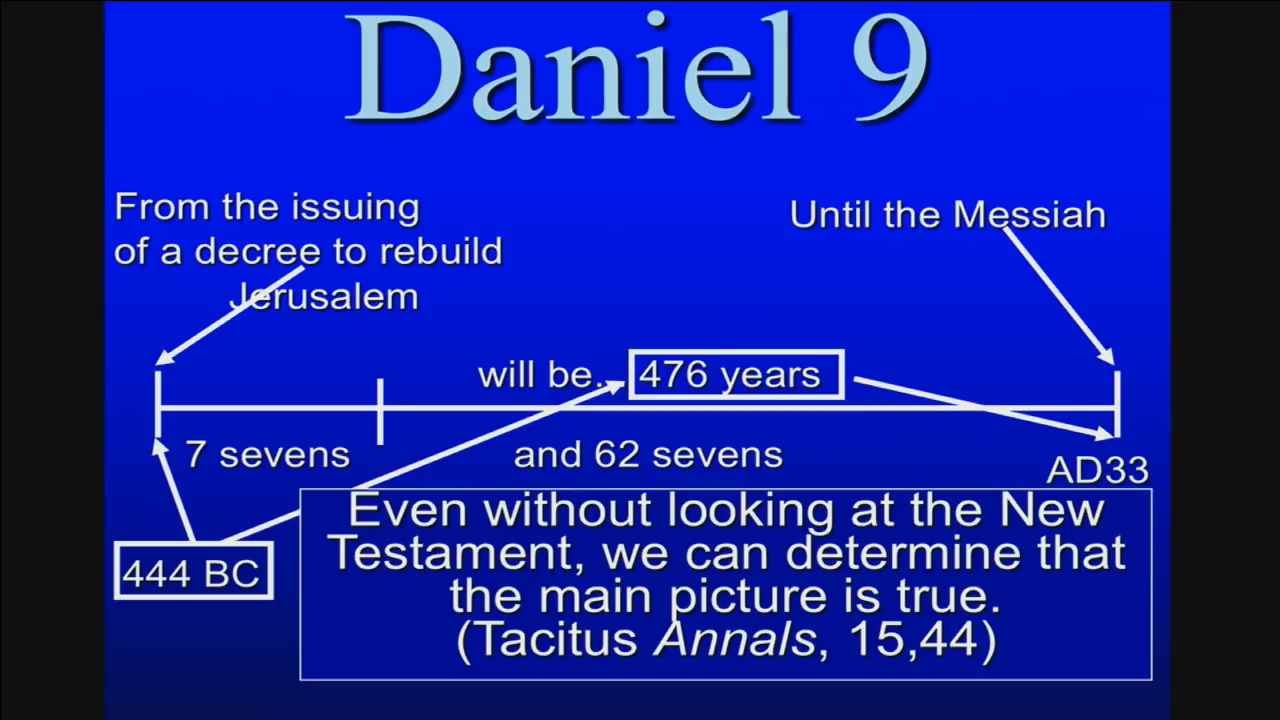 Daniel 9
From the issuing
of a decree to rebuild
Jerusalem
Until the Messiah
will be...
476 years
7 sevens
and 62 sevens
AD33
444 BC
Even without looking at the New
Testament, we can determine that
the main picture is true.
(Tacitus Annals, 15,44)